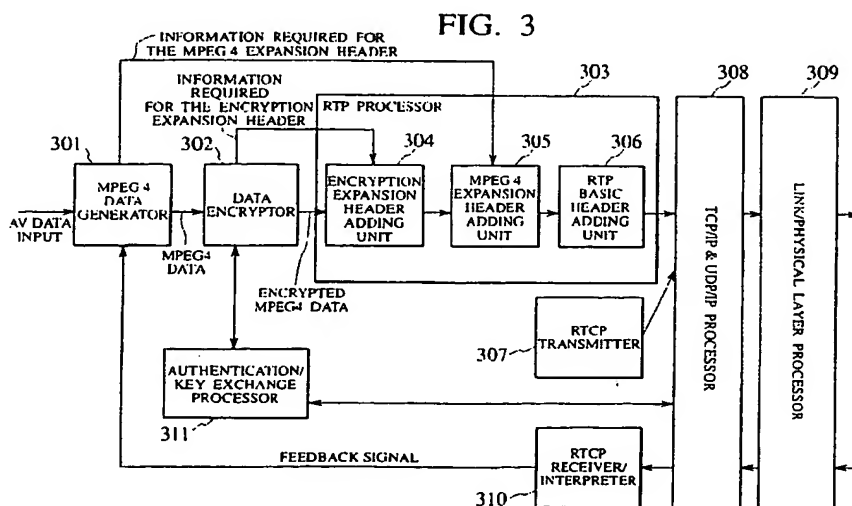 FIG. 3
INFORMATION REQUIRED FOR
THE MPEG 4 EXPANSION HEADER
INFORMATION
REQUIRED
FOR THE ENCRYPTION
EXPANSION HEADER
RTP PROCESSOR
303
308
309
301
302
304
305
306
MPEG 4
DATA
GENERATOR
DATA
ENCRYPTOR
ENCRYPTION
EXPANSION
HEADER
ADDING UNIT
MPEG 4
EXPANSION
HEADER ADDING
UNIT
RTP
BASIC
HEADER
ADDING
UNIT
AV DATA
INPUT
MPEG4
DATA
ENCRYPTED
MPEG4 DATA
TCP/IP & UDP/IP PROCESSOR
LINK/PHYSICAL LAYER PROCESSOR
307
RTCP
TRANSMITTER
AUTHENTICATION/
KEY EXCHANGE
PROCESSOR
311
FEEDBACK SIGNAL
RTCP
RECEIVER/
INTERPRETER
310